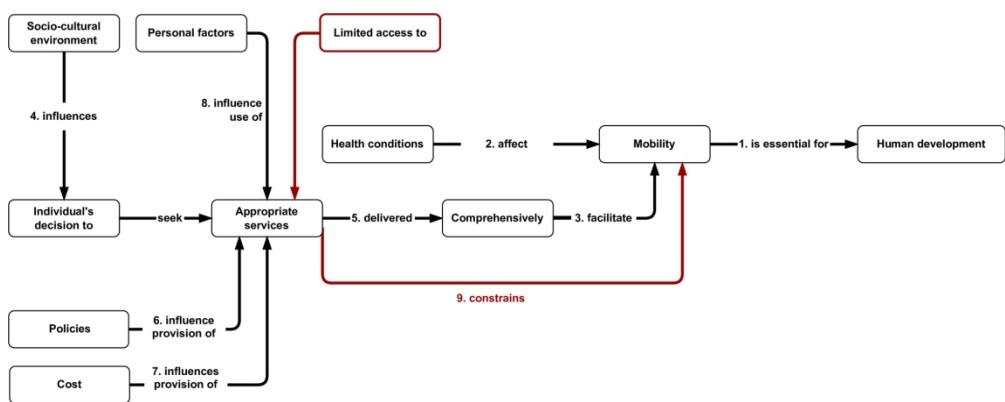 Socio-cultural
environment
Personal factors
Limited access to
4. influences
8. influence
use of
Health conditions
2. affect
Mobility
1. is essential for
Human development
Individual's
decision to
seek
Appropriate
services
5. delivered
Comprehensively
3. facilitate
9. constrains
Policies
6. influence
provision of
Cost
7. influences
provision of